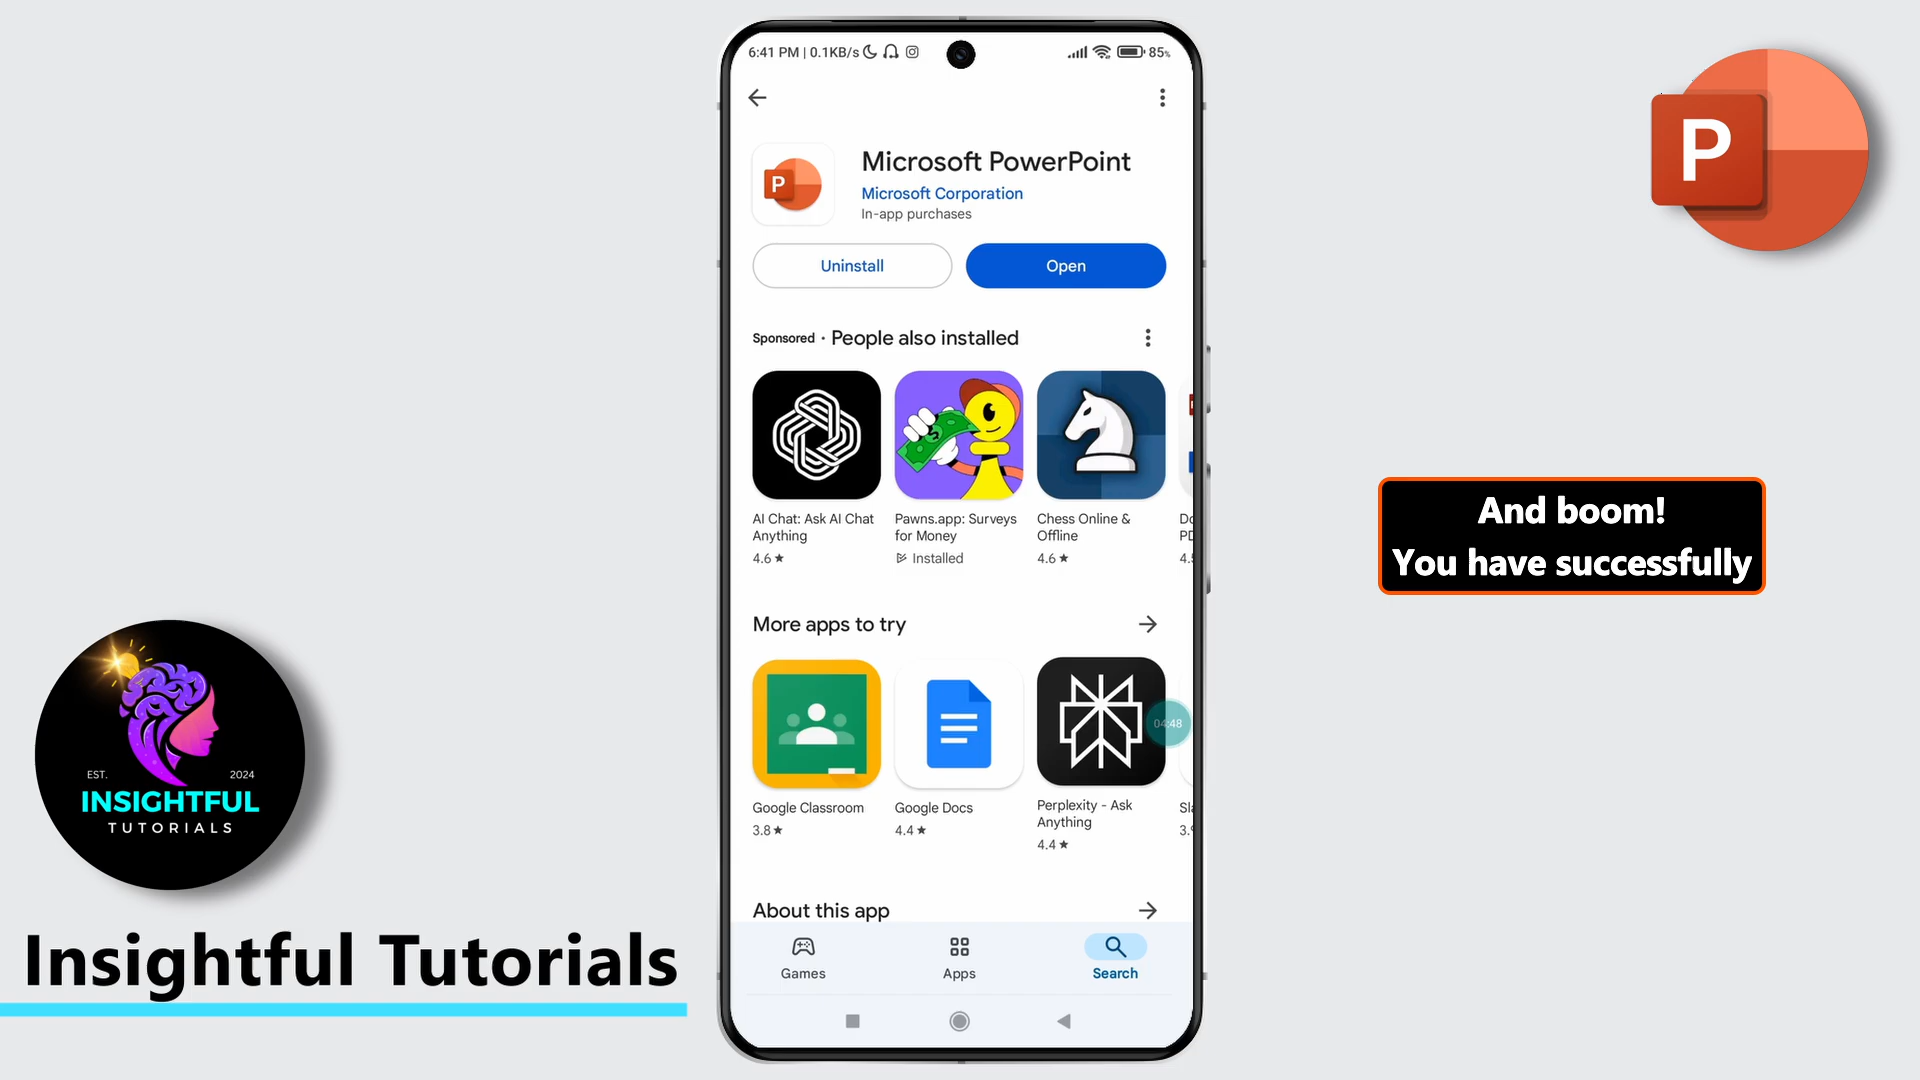 6:41 PM | 0.1KB/s
85%
Microsoft PowerPoint
Microsoft Corporation
In-app purchases
Uninstall
Open
Sponsored · People also installed
AI Chat: Ask AI Chat Anything
4.6 ★
Pawns.app: Surveys for Money
Installed
Chess Online & Offline
4.6 ★
More apps to try
Google Classroom
3.8 ★
Google Docs
4.4 ★
Perplexity - Ask Anything
4.4 ★
04:48
About this app
Games
Apps
Search
P
P
And boom!
You have successfully
EST. 2024
INSIGHTFUL
TUTORIALS
Insightful Tutorials